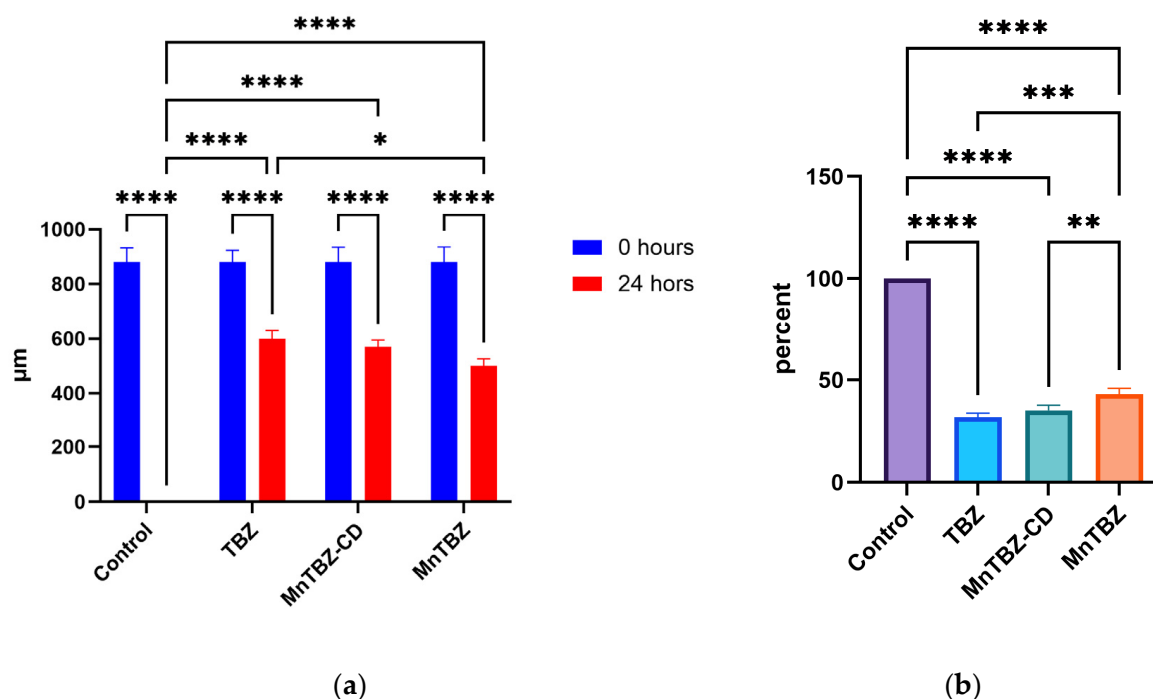 ****
****
****
*
****
****
****
****
1000
800
600
400
200
0
µm
Control
TBZ
MnTBZ-CD
MnTBZ
0 hours
24 hors
(a)
****
***
****
****
**
150
100
50
0
percent
Control
TBZ
MnTBZ-CD
MnTBZ
(b)